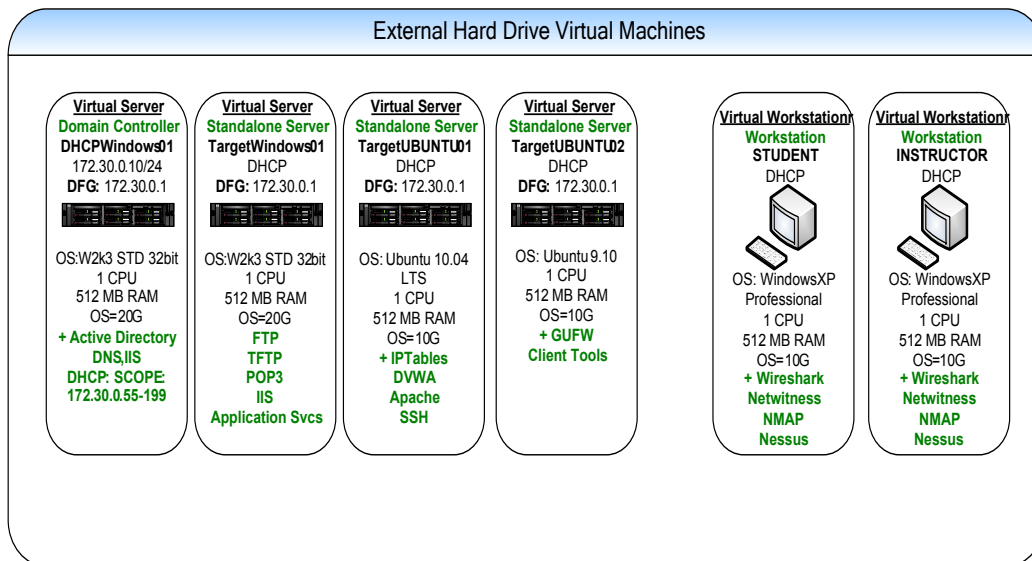 External Hard Drive Virtual Machines
Virtual Server
Domain Controller
DHCPWindows01
172.30.0.10/24
DFG: 172.30.0.1
OS:W2k3 STD 32bit
1 CPU
512 MB RAM
OS=20G
+ Active Directory
DNS,IIS
DHCP: SCOPE:
172.30.0.55-199
Virtual Server
Standalone Server
TargetWindows01
DHCP
DFG: 172.30.0.1
OS:W2k3 STD 32bit
1 CPU
512 MB RAM
OS=20G
FTP
TFTP
POP3
IIS
Application Svcs
Virtual Server
Standalone Server
TargetUBUNTU01
DHCP
DFG: 172.30.0.1
OS: Ubuntu 10.04
LTS
1 CPU
512 MB RAM
OS=10G
+ IPTables
DVWA
Apache
SSH
Virtual Server
Standalone Server
TargetUBUNTU02
DHCP
DFG: 172.30.0.1
OS: Ubuntu 9.10
1 CPU
512 MB RAM
OS=10G
+ GUFW
Client Tools
Virtual Workstationr
Workstation
STUDENT
DHCP
OS: WindowsXP
Professional
1 CPU
512 MB RAM
OS=10G
+ Wireshark
Netwitness
NMAP
Nessus
Virtual Workstationr
Workstation
INSTRUCTOR
DHCP
OS: WindowsXP
Professional
1 CPU
512 MB RAM
OS=10G
+ Wireshark
Netwitness
NMAP
Nessus